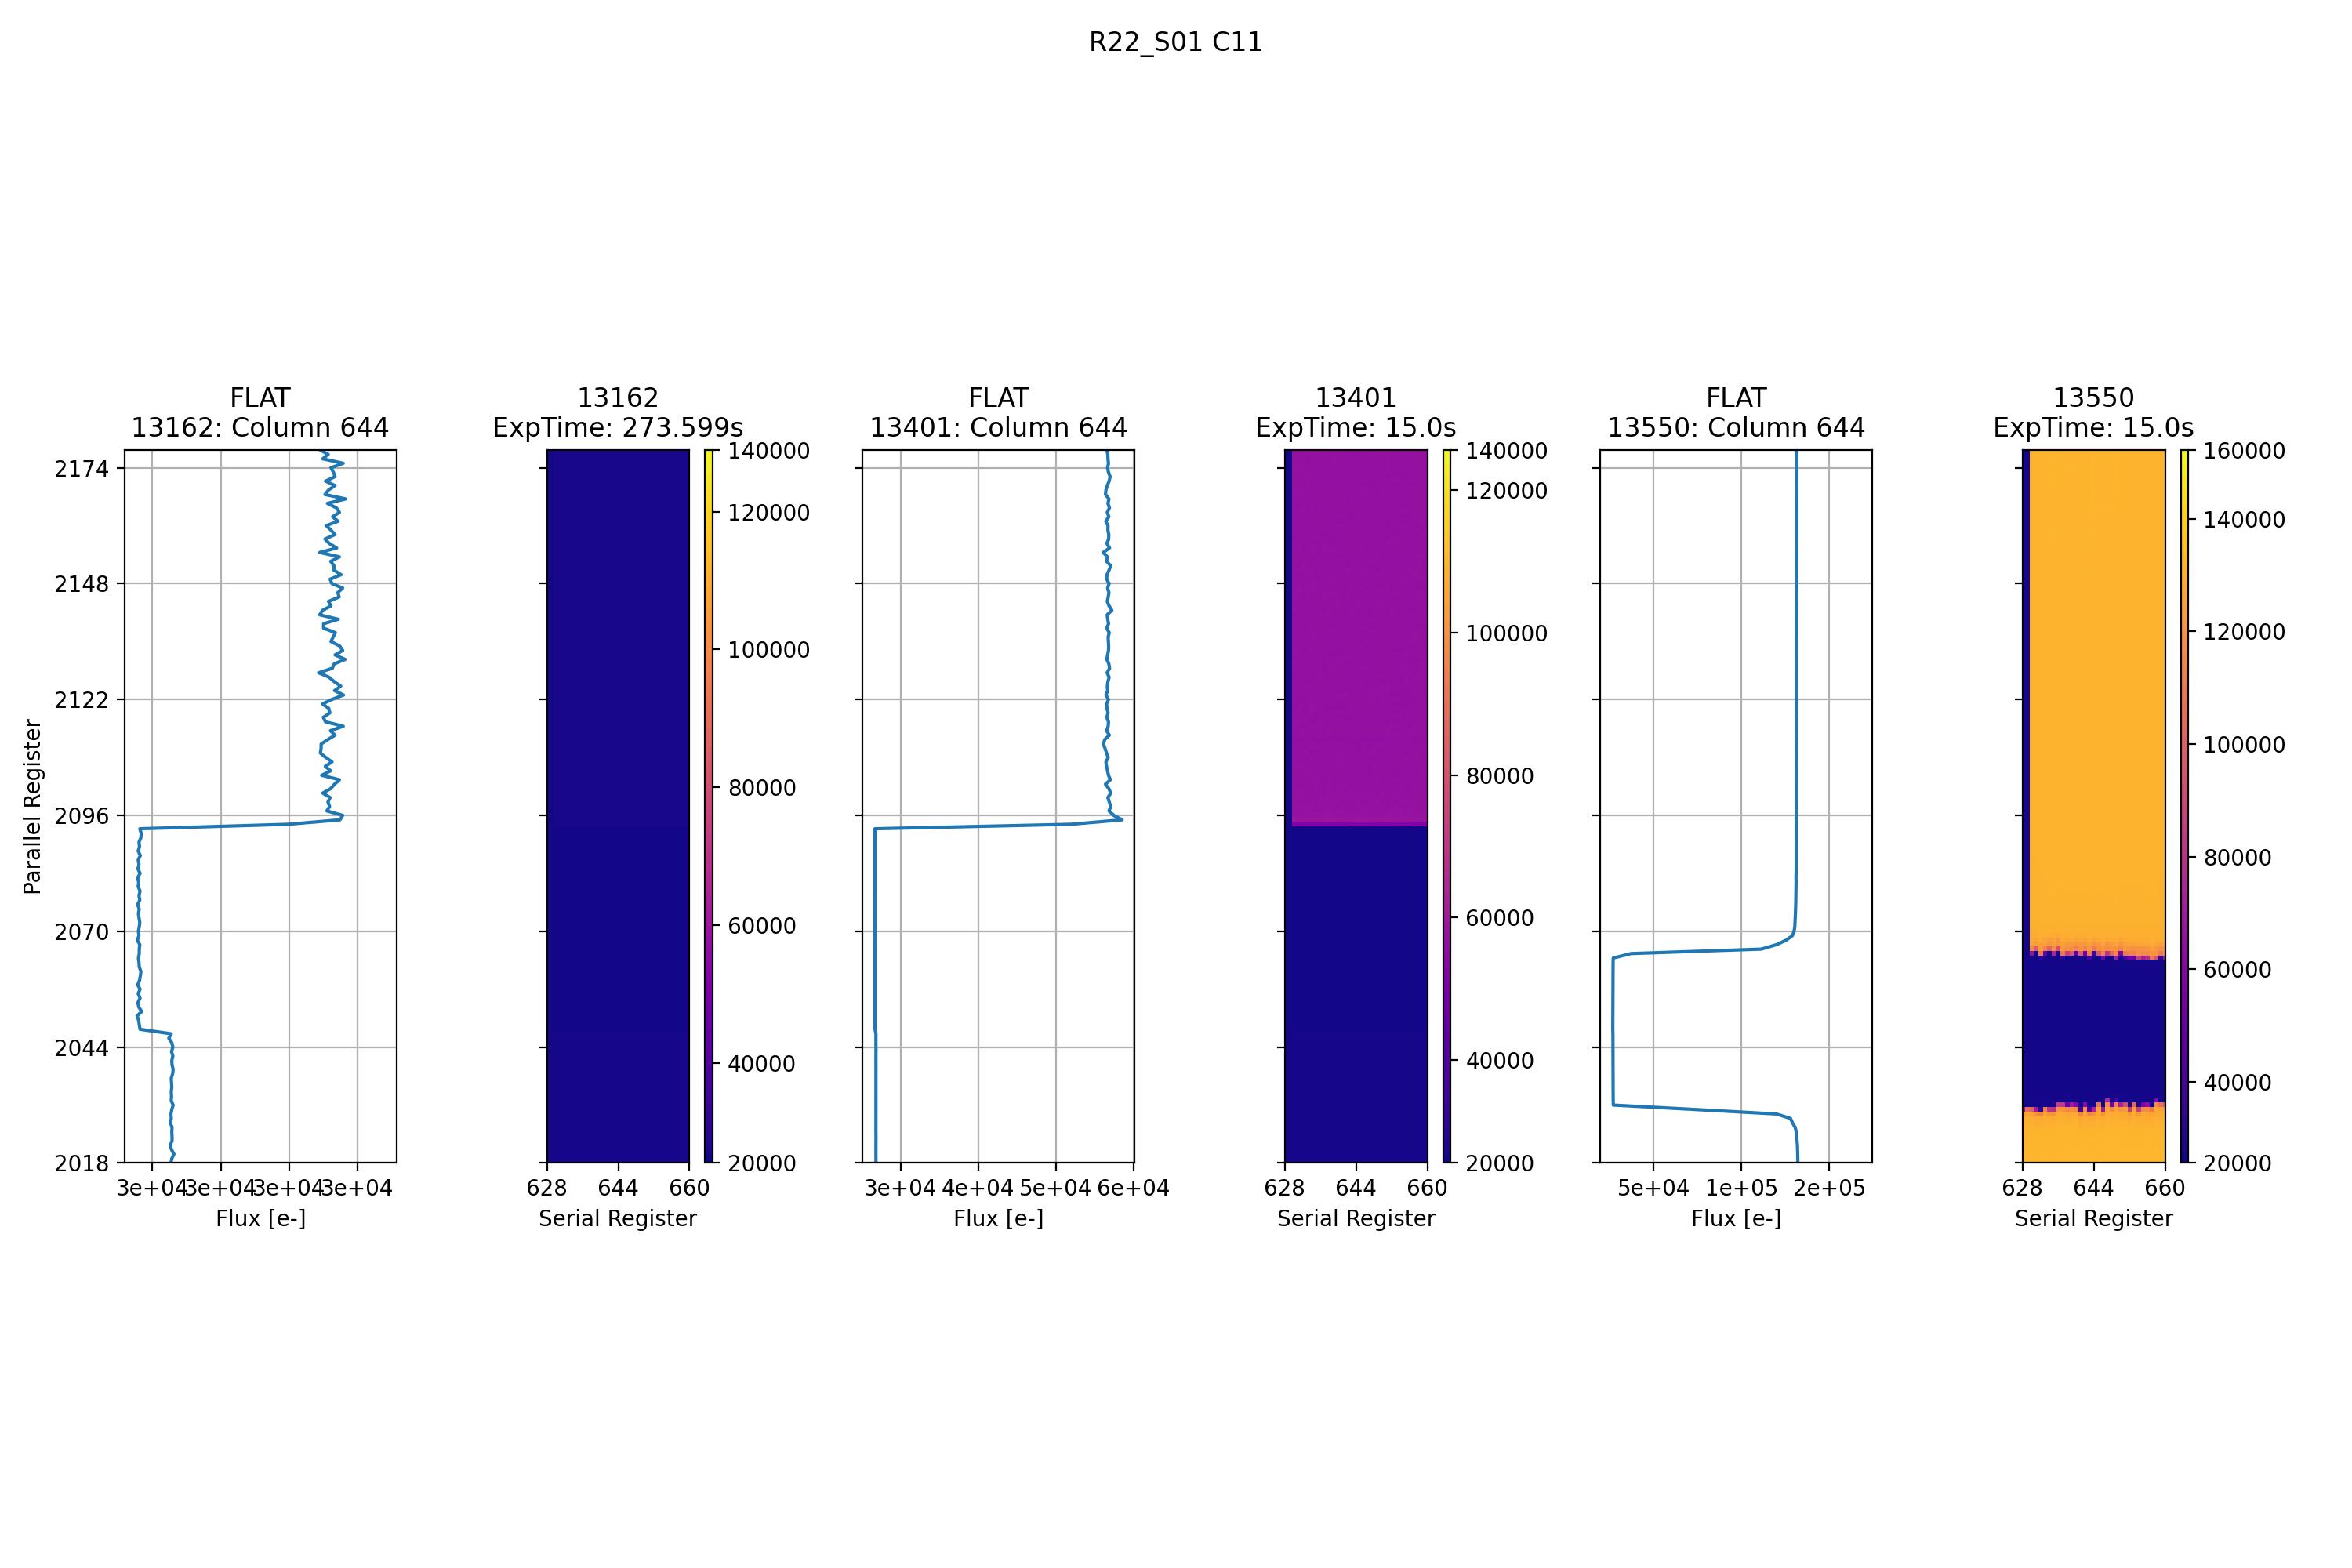 R22_S01 C11
FLAT
13162: Column 644
13162
ExpTime: 273.599s
FLAT
13401: Column 644
13401
ExpTime: 15.0s
FLAT
13550: Column 644
13550
ExpTime: 15.0s
Parallel Register
2174
2148
2122
2096
2070
2044
2018
3e+04 3e+04 3e+04 3e+04
Flux [e-]
628 644 660
Serial Register
140000
120000
100000
80000
60000
40000
20000
3e+04 4e+04 5e+04 6e+04
Flux [e-]
628 644 660
Serial Register
140000
120000
100000
80000
60000
40000
20000
5e+04 1e+05 2e+05
Flux [e-]
628 644 660
Serial Register
160000
140000
120000
100000
80000
60000
40000
20000